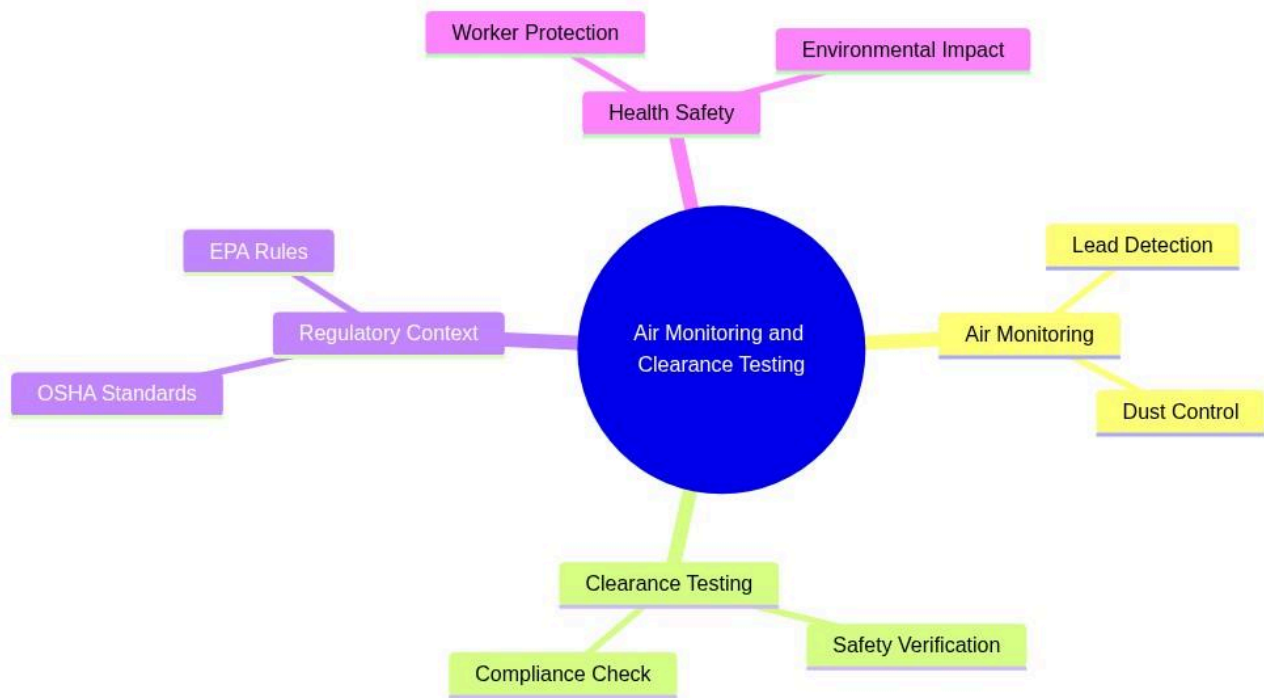 Worker Protection
Environmental Impact
Health Safety
EPA Rules
Lead Detection
Regulatory Context
Air Monitoring and
Clearance Testing
Air Monitoring
OSHA Standards
Dust Control
Clearance Testing
Safety Verification
Compliance Check